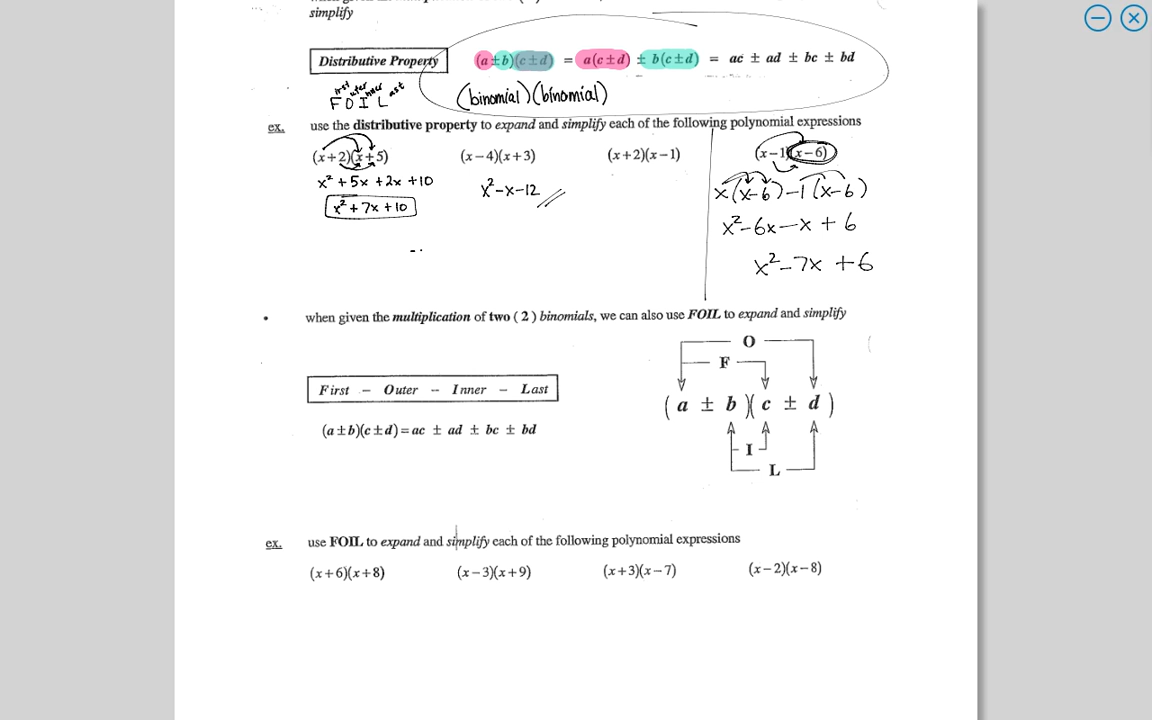 simplify
Distributive Property (a±b)(c±d) = a(c±d) ± b(c±d) = ac ± ad ± bc ± bd
irst uter nner ast
F O I L (binomial)(binomial)
ex. use the distributive property to expand and simplify each of the following polynomial expressions
(x+2)(x+5) (x−4)(x+3) (x+2)(x−1) (x−1)(x−6)
x² + 5x + 2x + 10 x² − x − 12 x(x−6) − 1(x−6)
x² + 7x + 10 x² − 6x − x + 6
x² − 7x + 6
• when given the multiplication of two ( 2 ) binomials, we can also use FOIL to expand and simplify
O
F
First − Outer − Inner − Last
( a ± b )( c ± d )
(a±b)(c±d) = ac ± ad ± bc ± bd
I
L
ex. use FOIL to expand and simplify each of the following polynomial expressions
(x+6)(x+8) (x−3)(x+9) (x+3)(x−7) (x−2)(x−8)